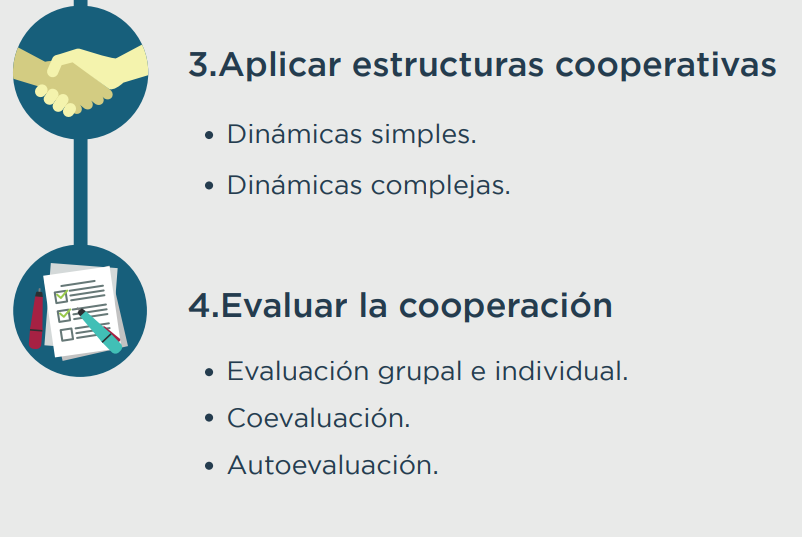 3.Aplicar estructuras cooperativas
• Dinámicas simples.
• Dinámicas complejas.
4.Evaluar la cooperación
• Evaluación grupal e individual.
• Coevaluación.
• Autoevaluación.